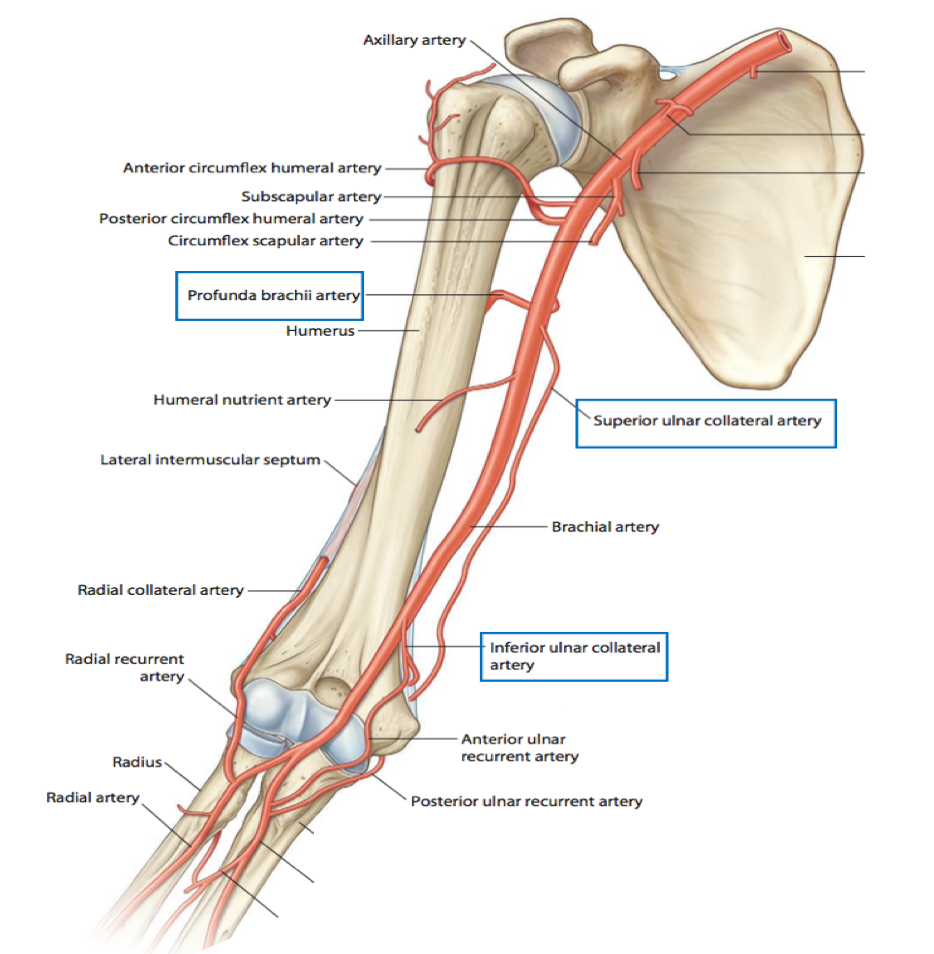 Axillary artery
Anterior circumflex humeral artery
Subscapular artery
Posterior circumflex humeral artery
Circumflex scapular artery
Profunda brachii artery
Humerus
Humeral nutrient artery
Superior ulnar collateral artery
Lateral intermuscular septum
Brachial artery
Radial collateral artery
Inferior ulnar collateral
artery
Radial recurrent
artery
Anterior ulnar
recurrent artery
Radius
Radial artery
Posterior ulnar recurrent artery